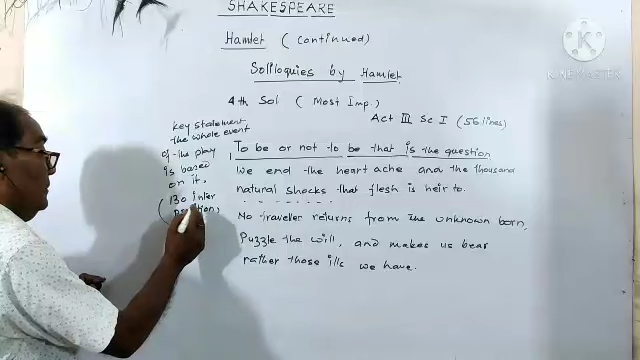 SHAKESPEARE
Hamlet ( continued )
Soliloquies by Hamlet
4th Sol ( Most Imp. )
Act III Sc I (56 lines)
key statement
the whole event
of the play
is based
on it.
( 130 inter
To be or not to be that is the question
We end the heart ache and the thousand
natural shocks that flesh is heir to.
No traveller returns from the unknown born,
Puzzle the will, and makes us bear
rather those ills we have.
KINEMASTER